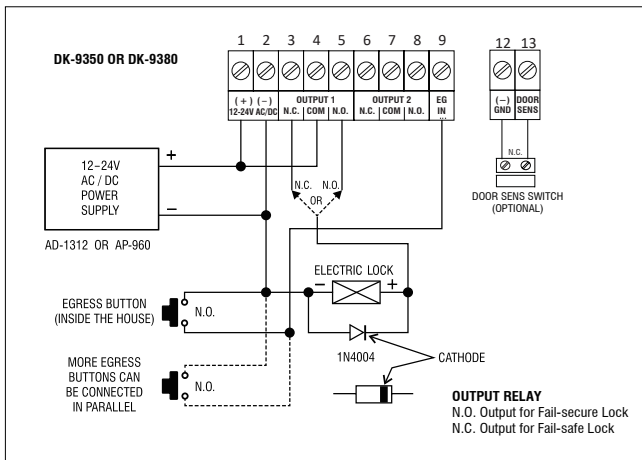 DK-9350 OR DK-9380
1 2 3 4 5 6 7 8 9
12 13
(+) (−) OUTPUT 1 OUTPUT 2 EG
12-24V AC/DC N.C. COM N.O. N.C. COM N.O. IN
...
(−) DOOR
GND SENS
N.C.
DOOR SENS SWITCH
(OPTIONAL)
12–24V
AC / DC
POWER
SUPPLY
+
−
AD-1312 OR AP-960
N.C. N.O.
OR
− ELECTRIC LOCK +
EGRESS BUTTON
(INSIDE THE HOUSE)
N.O.
1N4004
CATHODE
MORE EGRESS
BUTTONS CAN
BE CONNECTED
IN PARALLEL
N.O.
OUTPUT RELAY
N.O. Output for Fail-secure Lock
N.C. Output for Fail-safe Lock